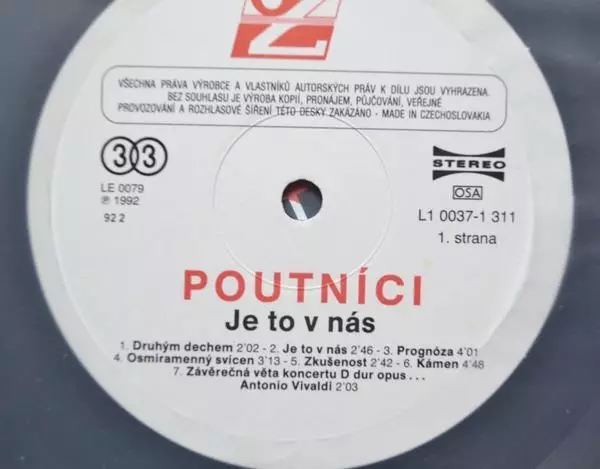 VŠECHNA PRÁVA VÝROBCE A VLASTNÍKŮ AUTORSKÝCH PRÁV K DÍLU JSOU VYHRAZENA.
BEZ SOUHLASU JE VÝROBA KOPIÍ, PRONÁJEM, PŮJČOVÁNÍ, VEŘEJNÉ
PROVOZOVÁNÍ A ROZHLASOVÉ ŠÍŘENÍ TÉTO DESKY ZAKÁZÁNO · MADE IN CZECHOSLOVAKIA
33
STEREO
LE 0079
OSA
℗ 1992
L1 0037-1 311
92 2
1. strana
POUTNÍCI
Je to v nás
1. Druhým dechem 2'02 - 2. Je to v nás 2'46 - 3. Prognóza 4'01
4. Osmiramenný svícen 3'13 - 5. Zkušenost 2'42 - 6. Kámen 4'48
7. Závěrečná věta koncertu D dur opus...
Antonio Vivaldi 2'03